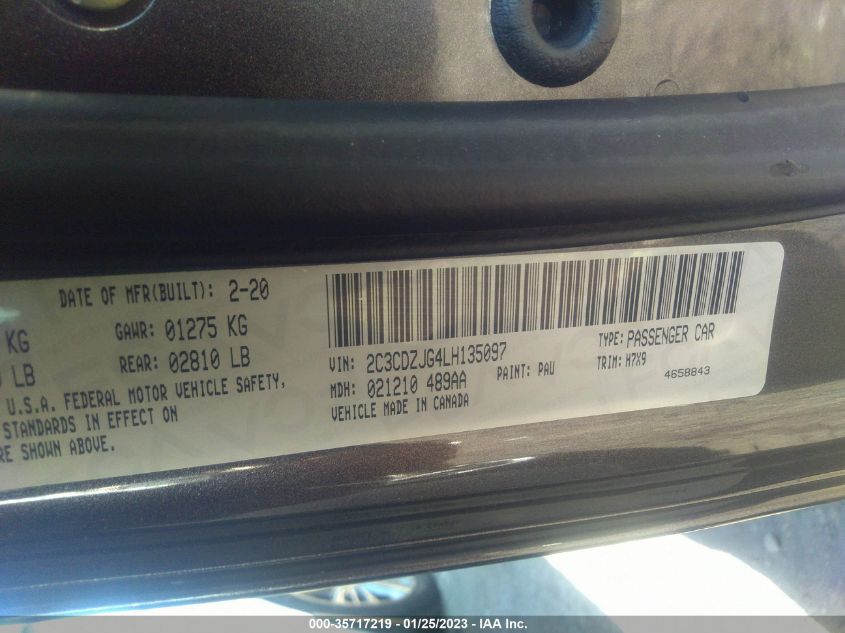 DATE OF MFR(BUILT): 2-20
KG GAWR: 01275 KG
LB REAR: 02810 LB
U.S.A. FEDERAL MOTOR VEHICLE SAFETY,
STANDARDS IN EFFECT ON
RE SHOWN ABOVE.
VIN: 2C3CDZJG4LH135097 TYPE: PASSENGER CAR
MDH: 021210 489AA PAINT: PAU TRIM: H7X9
VEHICLE MADE IN CANADA 4658843
000-35717219 - 01/25/2023 - © IAA Inc.